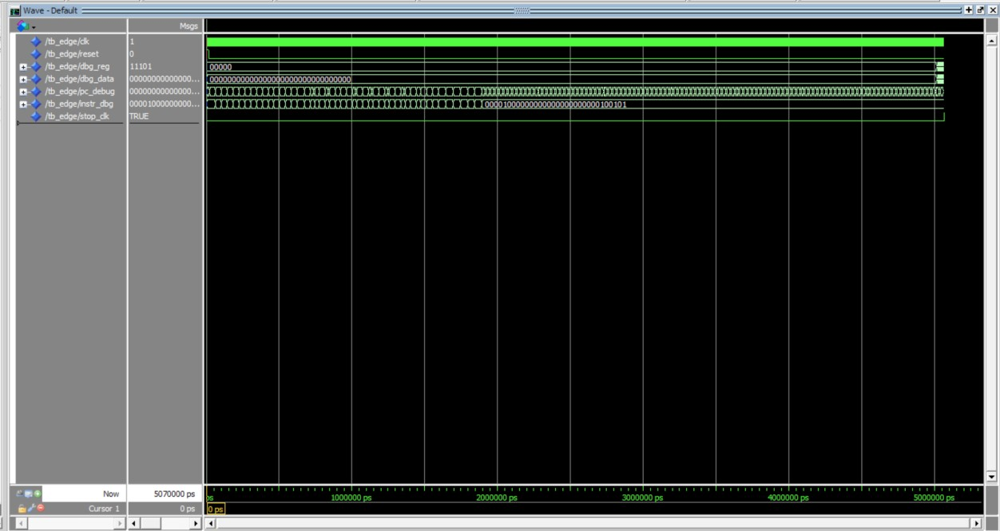 Wave - Default
Msgs
/tb_edge/clk 1
/tb_edge/reset 0
/tb_edge/dbg_reg 11101 00000
/tb_edge/dbg_data 00000000000000... 00000000000000000000000000000000
/tb_edge/pc_debug 00000000000000...
/tb_edge/instr_dbg 00001000000000... 00001000000000000000000000100101
/tb_edge/stop_clk TRUE
Now 5070000 ps
ps 1000000 ps 2000000 ps 3000000 ps 4000000 ps 5000000 ps
Cursor 1 0 ps 0 ps